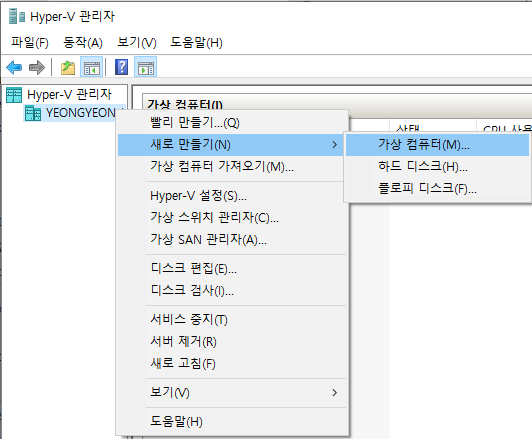 Hyper-V 관리자
파일(F) 동작(A) 보기(V) 도움말(H)
Hyper-V 관리자
YEONGYEON
가상 컴퓨터(I)
빨리 만들기...(Q)
새로 만들기(N)
가상 컴퓨터 가져오기(M)...
Hyper-V 설정(S)...
가상 스위치 관리자(C)...
가상 SAN 관리자(A)...
디스크 편집(E)...
디스크 검사(I)...
서비스 중지(T)
서버 제거(R)
새로 고침(F)
보기(V)
도움말(H)
상태 CPU 사용
가상 컴퓨터(M)...
하드 디스크(H)...
플로피 디스크(F)...